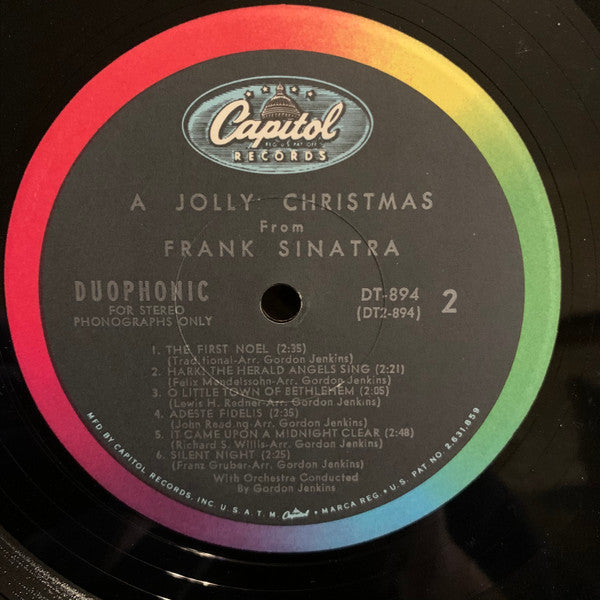 Capitol
REG. U.S. PAT. OFF.
RECORDS
A JOLLY CHRISTMAS
From
FRANK SINATRA
DUOPHONIC
FOR STEREO
PHONOGRAPHS ONLY
DT-894
(DT2-894)
2
1. THE FIRST NOEL (2:35)
(Traditional-Arr. Gordon Jenkins)
2. HARK! THE HERALD ANGELS SING (2:21)
(Felix Mendelssohn-Arr. Gordon Jenkins)
3. O LITTLE TOWN OF BETHLEHEM (2:05)
(Lewis H. Redner-Arr. Gordon Jenkins)
4. ADESTE FIDELIS (2:35)
(John Reading-Arr. Gordon Jenkins)
5. IT CAME UPON A MIDNIGHT CLEAR (2:48)
(Richard S. Willis-Arr. Gordon Jenkins)
6. SILENT NIGHT (2:25)
(Franz Gruber-Arr. Gordon Jenkins)
With Orchestra Conducted
By Gordon Jenkins
MFD. BY CAPITOL RECORDS, INC. U.S.A. T.M. Capitol • MARCA REG. • U.S. PAT. NO. 2,631,859